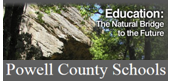 Education:
The Natural Bridge
to the Future
Powell County Schools